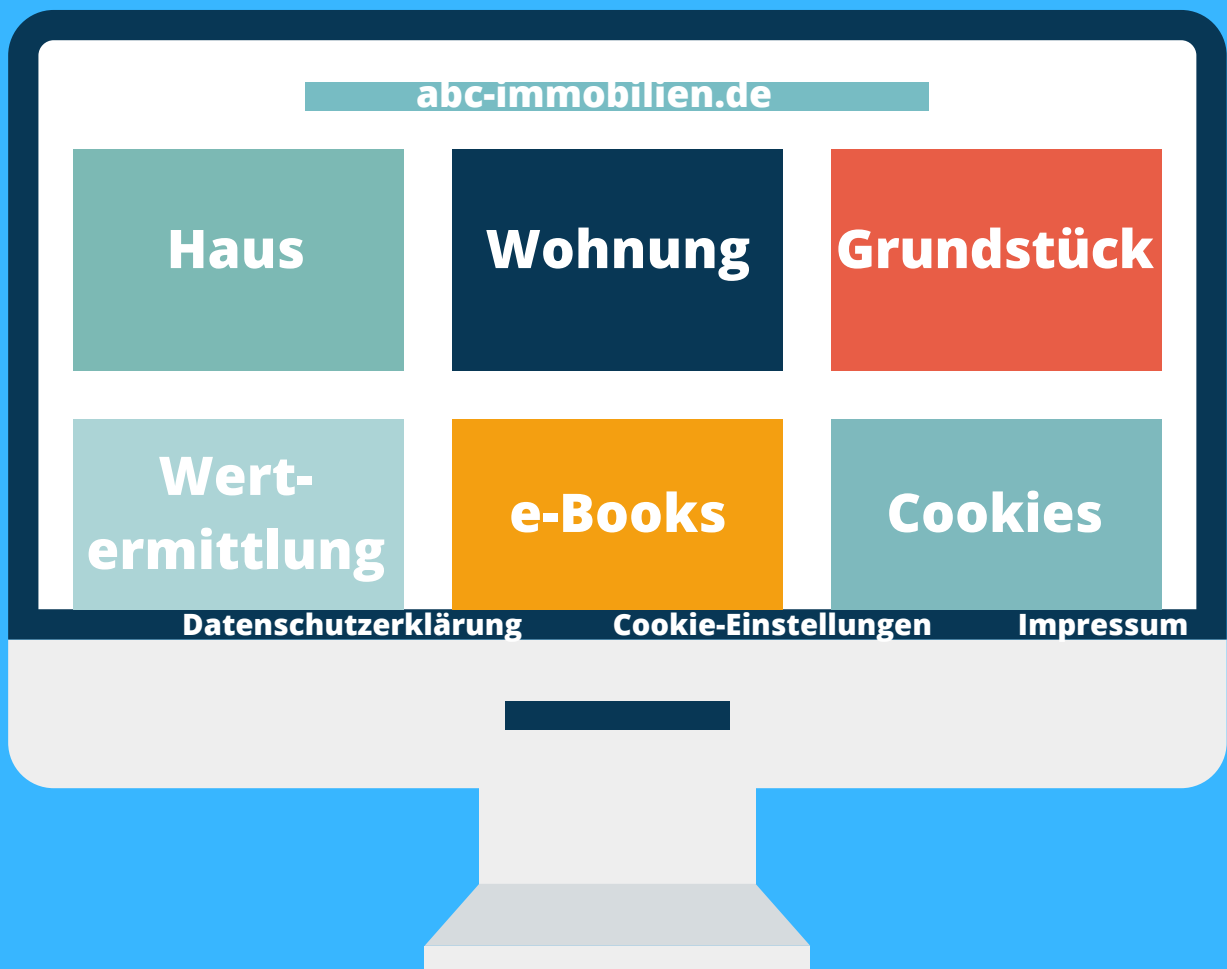 abc-immobilien.de
Haus
Wohnung
Grundstück
Wert-
ermittlung
e-Books
Cookies
Datenschutzerklärung
Cookie-Einstellungen
Impressum